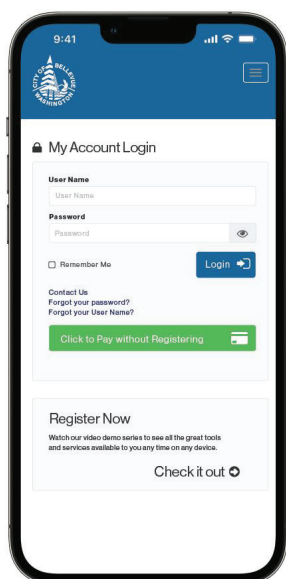 9:41
CITY OF BELLEVUE
WASHINGTON
My Account Login
User Name
User Name
Password
Password
Remember Me
Login
Contact Us
Forgot your password?
Forgot your User Name?
Click to Pay without Registering
Register Now
Watch our video demo series to see all the great tools
and services available to you any time on any device.
Check it out